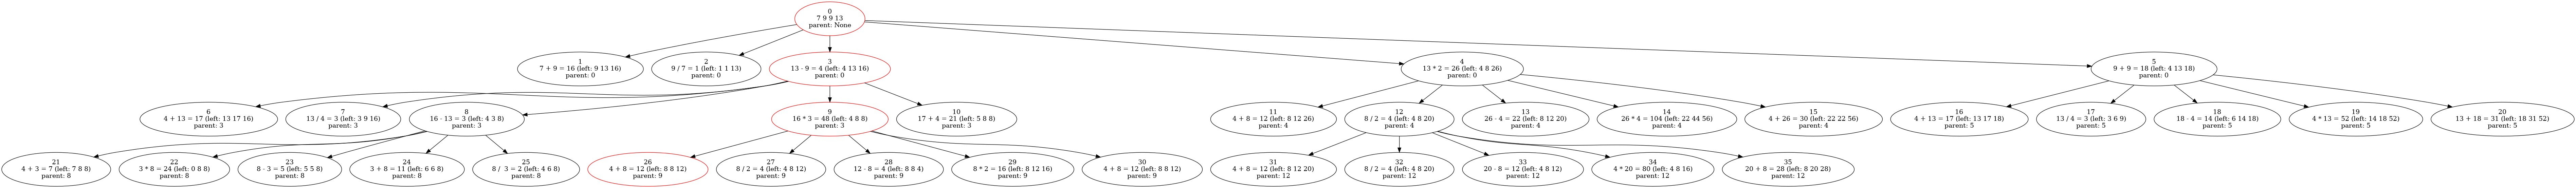 0
7 9 9 13
parent: None
1
7 + 9 = 16 (left: 9 13 16)
parent: 0
2
9 / 7 = 1 (left: 1 1 13)
parent: 0
3
13 - 9 = 4 (left: 4 13 16)
parent: 0
4
13 * 2 = 26 (left: 4 8 26)
parent: 0
5
9 + 9 = 18 (left: 4 13 18)
parent: 0
6
4 + 13 = 17 (left: 13 17 16)
parent: 3
7
13 / 4 = 3 (left: 3 9 16)
parent: 3
8
16 - 13 = 3 (left: 4 3 8)
parent: 3
9
16 * 3 = 48 (left: 4 8 8)
parent: 3
10
17 + 4 = 21 (left: 5 8 8)
parent: 3
11
4 + 8 = 12 (left: 8 12 26)
parent: 4
12
8 / 2 = 4 (left: 4 8 20)
parent: 4
13
26 - 4 = 22 (left: 8 12 20)
parent: 4
14
26 * 4 = 104 (left: 22 44 56)
parent: 4
15
4 + 26 = 30 (left: 22 22 56)
parent: 4
16
4 + 13 = 17 (left: 13 17 18)
parent: 5
17
13 / 4 = 3 (left: 3 6 9)
parent: 5
18
18 - 4 = 14 (left: 6 14 18)
parent: 5
19
4 * 13 = 52 (left: 14 18 52)
parent: 5
20
13 + 18 = 31 (left: 18 31 52)
parent: 5
21
4 + 3 = 7 (left: 7 8 8)
parent: 8
22
3 * 8 = 24 (left: 0 8 8)
parent: 8
23
8 - 3 = 5 (left: 5 5 8)
parent: 8
24
3 + 8 = 11 (left: 6 6 8)
parent: 8
25
8 /  3 = 2 (left: 4 6 8)
parent: 8
26
4 + 8 = 12 (left: 8 8 12)
parent: 9
27
8 / 2 = 4 (left: 4 8 12)
parent: 9
28
12 - 8 = 4 (left: 8 8 4)
parent: 9
29
8 * 2 = 16 (left: 8 12 16)
parent: 9
30
4 + 8 = 12 (left: 8 8 12)
parent: 9
31
4 + 8 = 12 (left: 8 12 20)
parent: 12
32
8 / 2 = 4 (left: 4 8 20)
parent: 12
33
20 - 8 = 12 (left: 4 8 12)
parent: 12
34
4 * 20 = 80 (left: 4 8 16)
parent: 12
35
20 + 8 = 28 (left: 8 20 28)
parent: 12